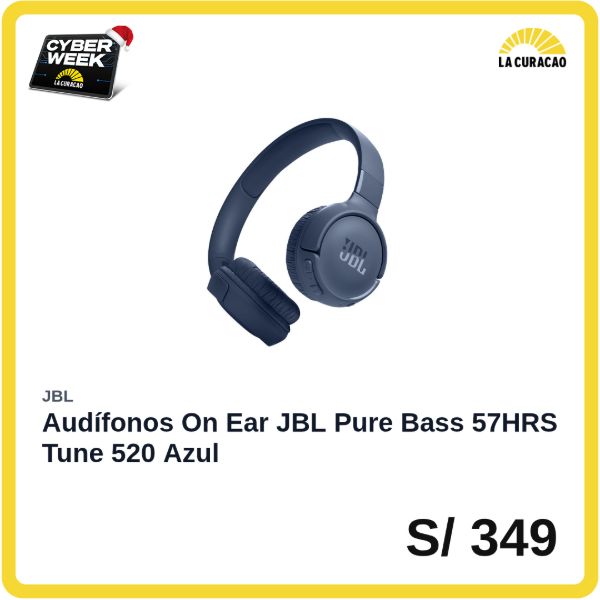 CYBER
WEEK
LA CURACAO
LA CURACAO
JBL
JBL
Audífonos On Ear JBL Pure Bass 57HRS
Tune 520 Azul
S/ 349